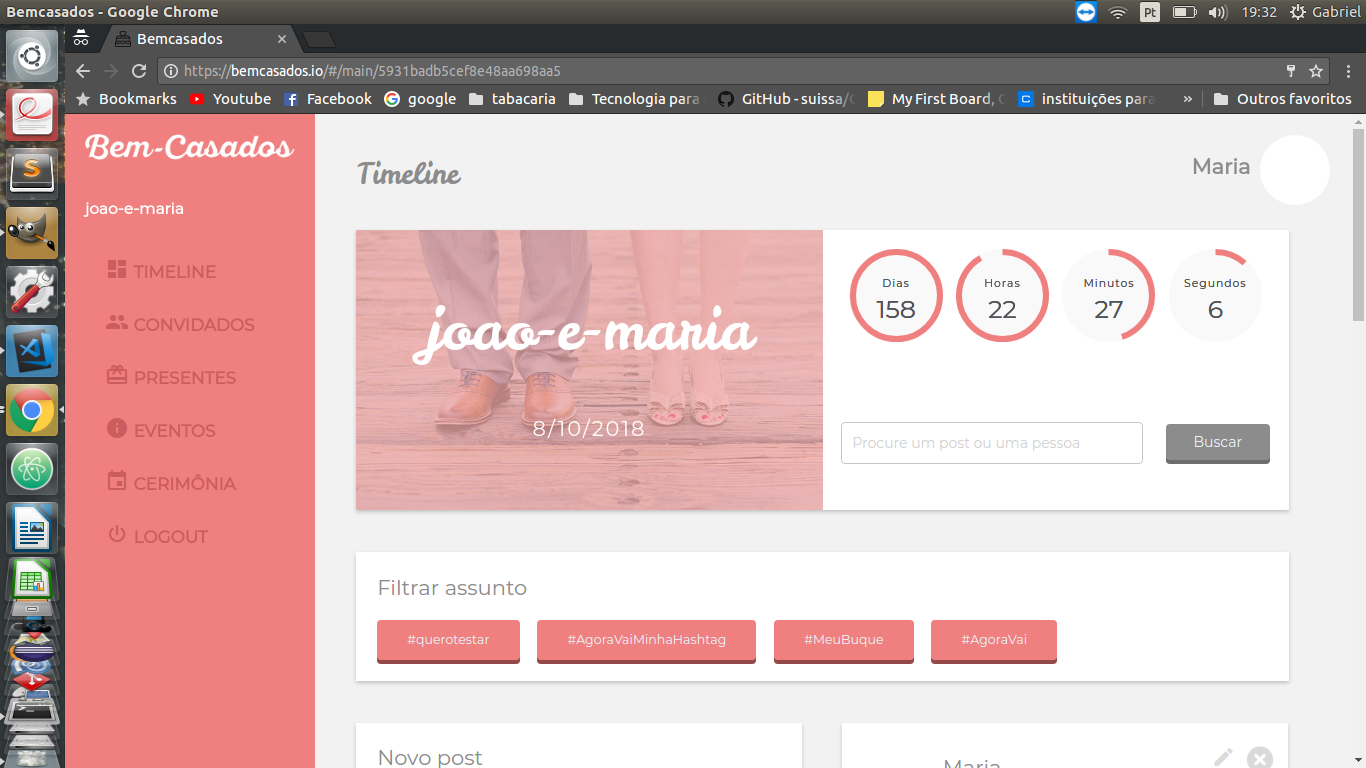 Bemcasados - Google Chrome
Pt
19:32
Gabriel
Bemcasados
https://bemcasados.io/#/main/5931badb5cef8e48aa698aa5
Bookmarks
Youtube
Facebook
google
tabacaria
Tecnologia para
GitHub - suissa/
My First Board,
instituições para
»
Outros favoritos
Bem-Casados
joao-e-maria
TIMELINE
CONVIDADOS
PRESENTES
EVENTOS
CERIMÔNIA
LOGOUT
Timeline
Maria
joao-e-maria
8/10/2018
Dias
158
Horas
22
Minutos
27
Segundos
6
Procure um post ou uma pessoa
Buscar
Filtrar assunto
#querotestar
#AgoraVaiMinhaHashtag
#MeuBuque
#AgoraVai
Novo post
Maria